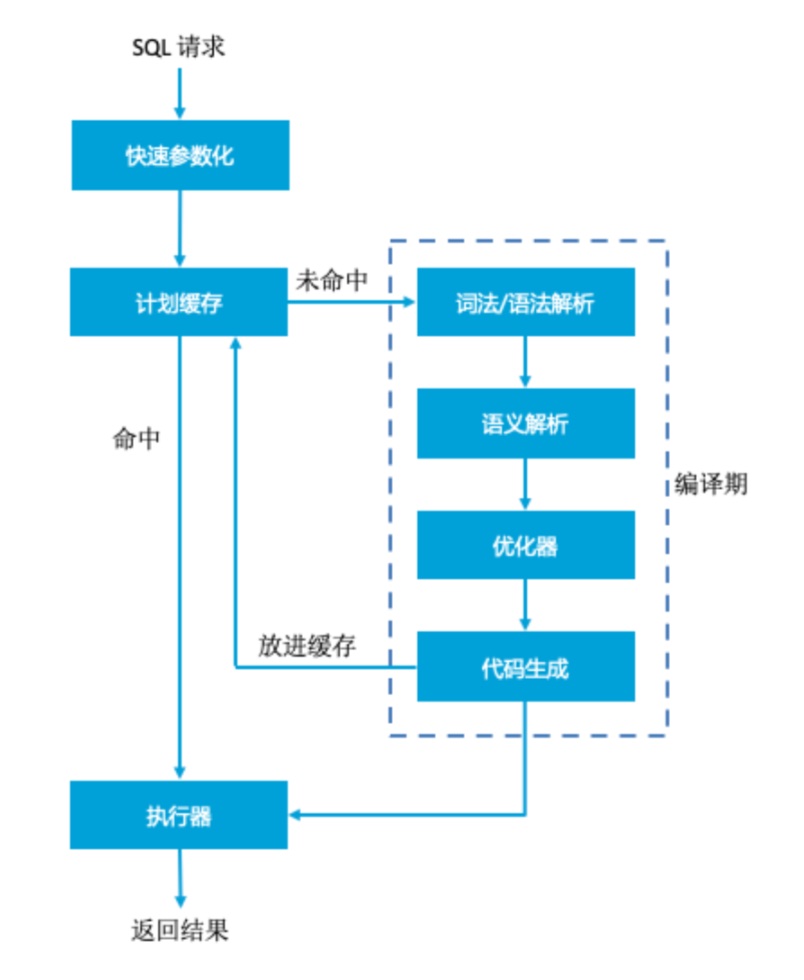 SQL 请求
快速参数化
计划缓存
未命中
词法/语法解析
语义解析
命中
编译期
优化器
放进缓存
代码生成
执行器
返回结果